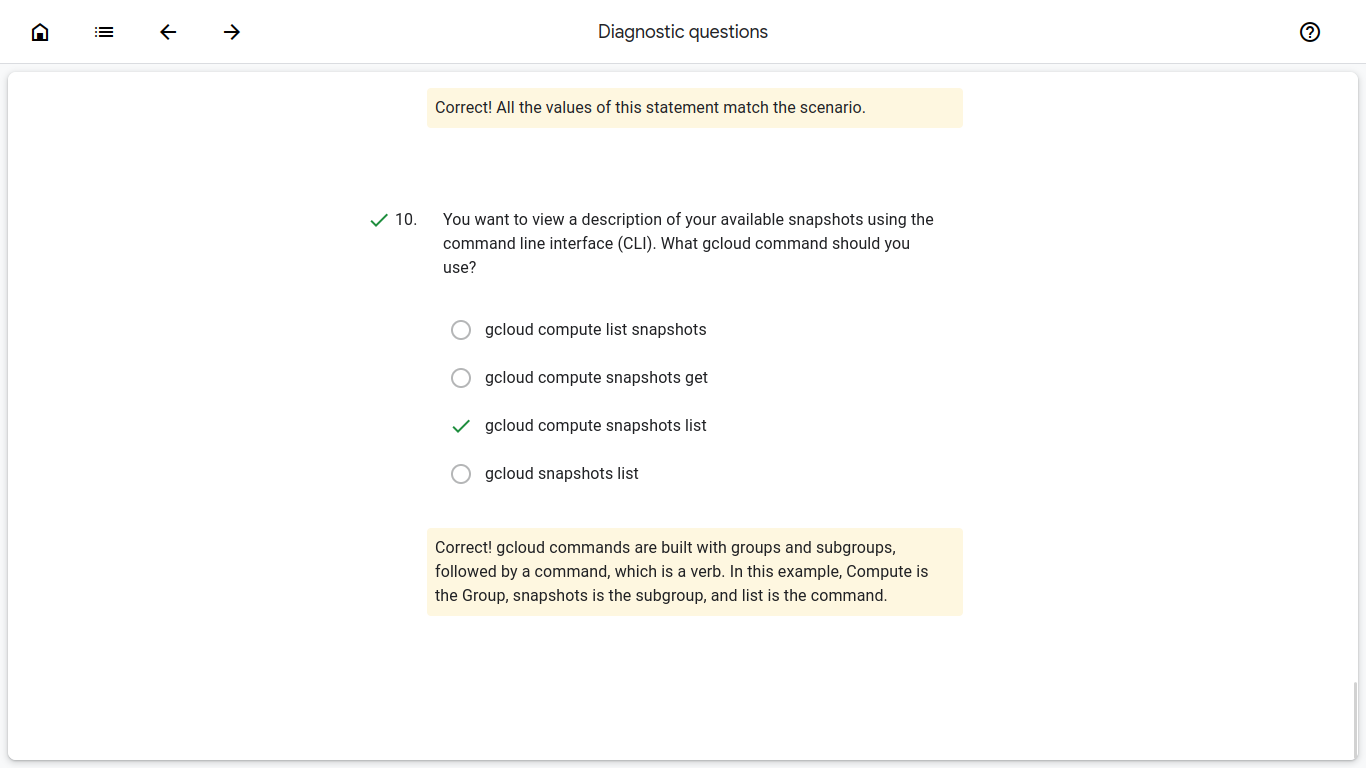 Diagnostic questions
Correct! All the values of this statement match the scenario.
10.
You want to view a description of your available snapshots using the
command line interface (CLI). What gcloud command should you
use?
gcloud compute list snapshots
gcloud compute snapshots get
gcloud compute snapshots list
gcloud snapshots list
Correct! gcloud commands are built with groups and subgroups,
followed by a command, which is a verb. In this example, Compute is
the Group, snapshots is the subgroup, and list is the command.